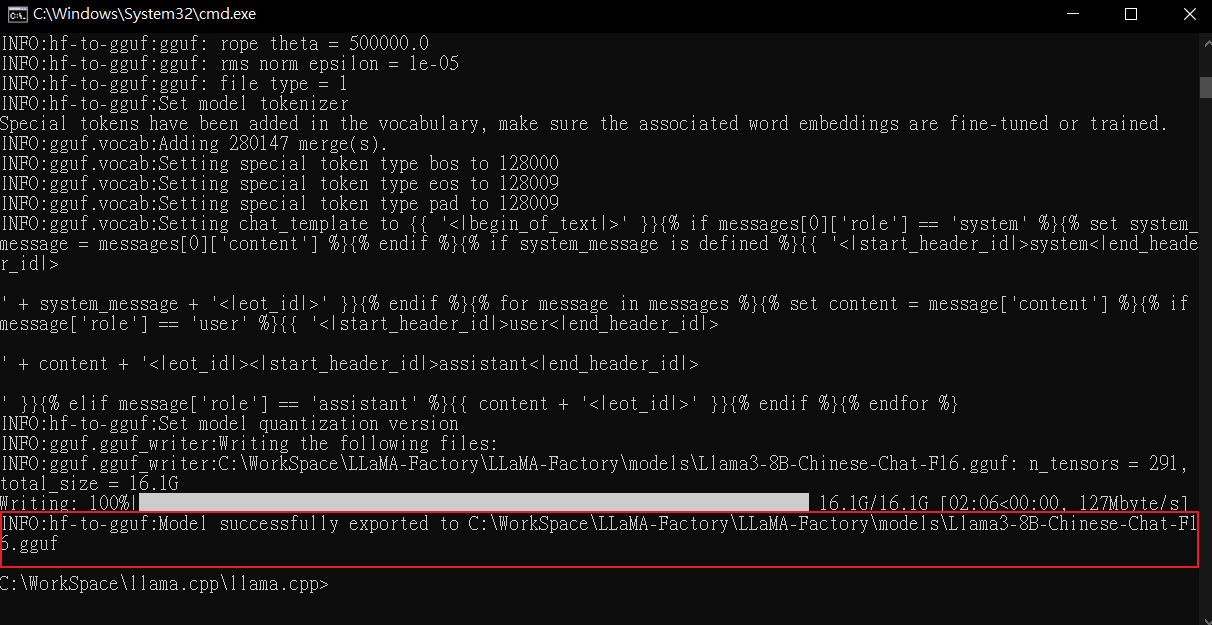 C:\Windows\System32\cmd.exe
INFO:hf-to-gguf:gguf: rope theta = 500000.0
INFO:hf-to-gguf:gguf: rms norm epsilon = 1e-05
INFO:hf-to-gguf:gguf: file type = 1
INFO:hf-to-gguf:Set model tokenizer
Special tokens have been added in the vocabulary, make sure the associated word embeddings are fine-tuned or trained.
INFO:gguf.vocab:Adding 280147 merge(s).
INFO:gguf.vocab:Setting special token type bos to 128000
INFO:gguf.vocab:Setting special token type eos to 128009
INFO:gguf.vocab:Setting special token type pad to 128009
INFO:gguf.vocab:Setting chat_template to {{ '<|begin_of_text|>' }}{% if messages[0]['role'] == 'system' %}{% set system_
message = messages[0]['content'] %}{% endif %}{% if system_message is defined %}{{ '<|start_header_id|>system<|end_heade
r_id|>
' + system_message + '<|eot_id|>' }}{% endif %}{% for message in messages %}{% set content = message['content'] %}{% if
message['role'] == 'user' %}{{ '<|start_header_id|>user<|end_header_id|>
' + content + '<|eot_id|><|start_header_id|>assistant<|end_header_id|>
' }}{% elif message['role'] == 'assistant' %}{{ content + '<|eot_id|>' }}{% endif %}{% endfor %}
INFO:hf-to-gguf:Set model quantization version
INFO:gguf.gguf_writer:Writing the following files:
INFO:gguf.gguf_writer:C:\WorkSpace\LLaMA-Factory\LLaMA-Factory\models\Llama3-8B-Chinese-Chat-F16.gguf: n_tensors = 291,
total_size = 16.1G
Writing: 100%| 16.1G/16.1G [02:06<00:00, 127Mbyte/s]
INFO:hf-to-gguf:Model successfully exported to C:\WorkSpace\LLaMA-Factory\LLaMA-Factory\models\Llama3-8B-Chinese-Chat-F1
6.gguf
C:\WorkSpace\llama.cpp\llama.cpp>